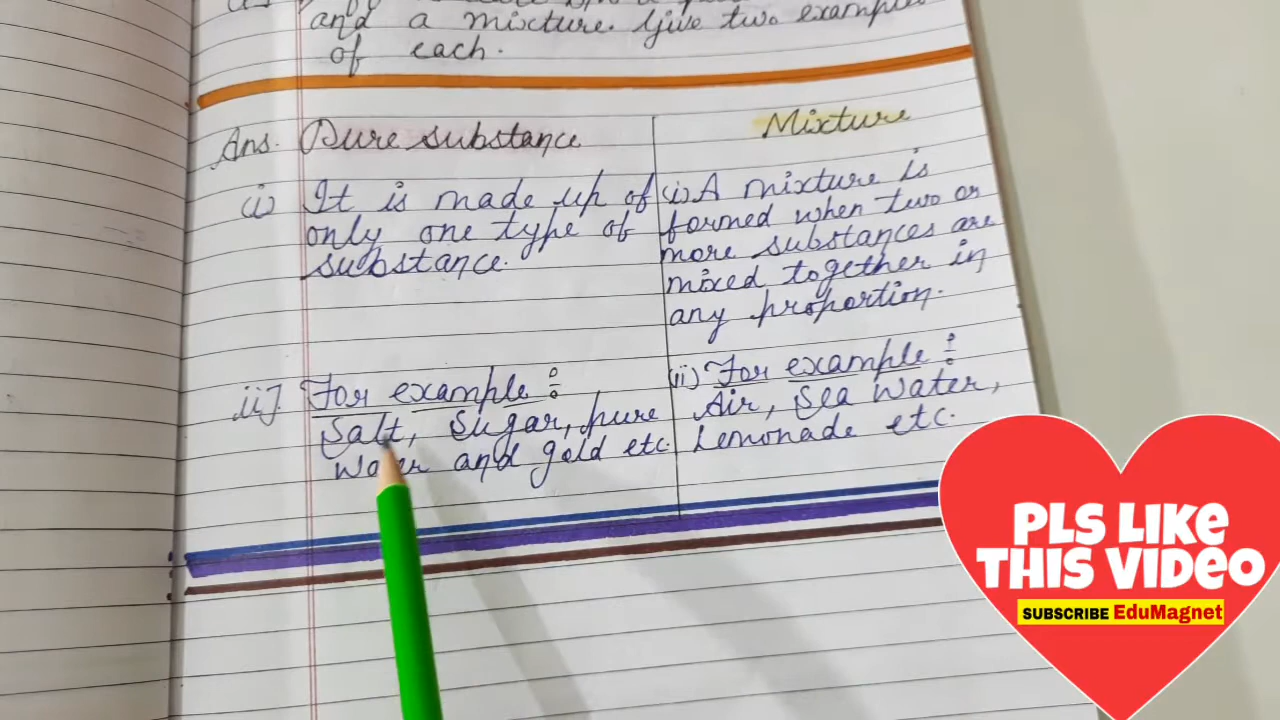 and a mixture. Give two examples
of each.
Ans. Pure substance
(i) It is made up of
only one type of
substance.
ii). For example :
Salt, Sugar, pure
Water and gold etc.
Mixture
(i) A mixture is
formed when two or
more substances are
mixed together in
any proportion.
(ii) For example :
Air, Sea Water,
Lemonade etc.
PLS LIKE
THIS VIDEO
SUBSCRIBE EduMagnet